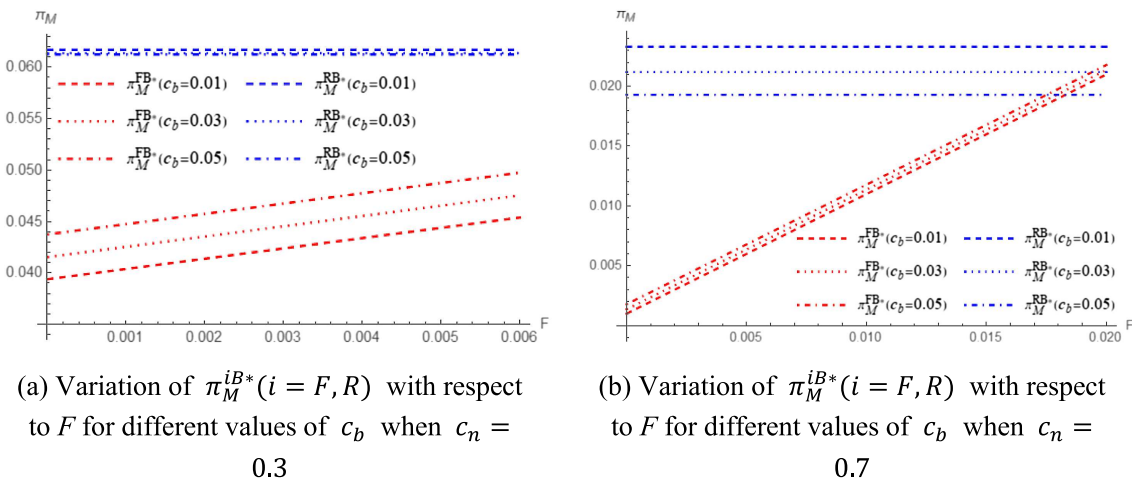 π_M
0.060
0.055
0.050
0.045
0.040
π_M^{FB*}(c_b=0.01) π_M^{RB*}(c_b=0.01)
π_M^{FB*}(c_b=0.03) π_M^{RB*}(c_b=0.03)
π_M^{FB*}(c_b=0.05) π_M^{RB*}(c_b=0.05)
0.001 0.002 0.003 0.004 0.005 0.006 F
(a) Variation of π_M^{iB*}(i = F, R) with respect
to F for different values of c_b when c_n =
0.3
π_M
0.020
0.015
0.010
0.005
π_M^{FB*}(c_b=0.01) π_M^{RB*}(c_b=0.01)
π_M^{FB*}(c_b=0.03) π_M^{RB*}(c_b=0.03)
π_M^{FB*}(c_b=0.05) π_M^{RB*}(c_b=0.05)
0.005 0.010 0.015 0.020 F
(b) Variation of π_M^{iB*}(i = F, R) with respect
to F for different values of c_b when c_n =
0.7